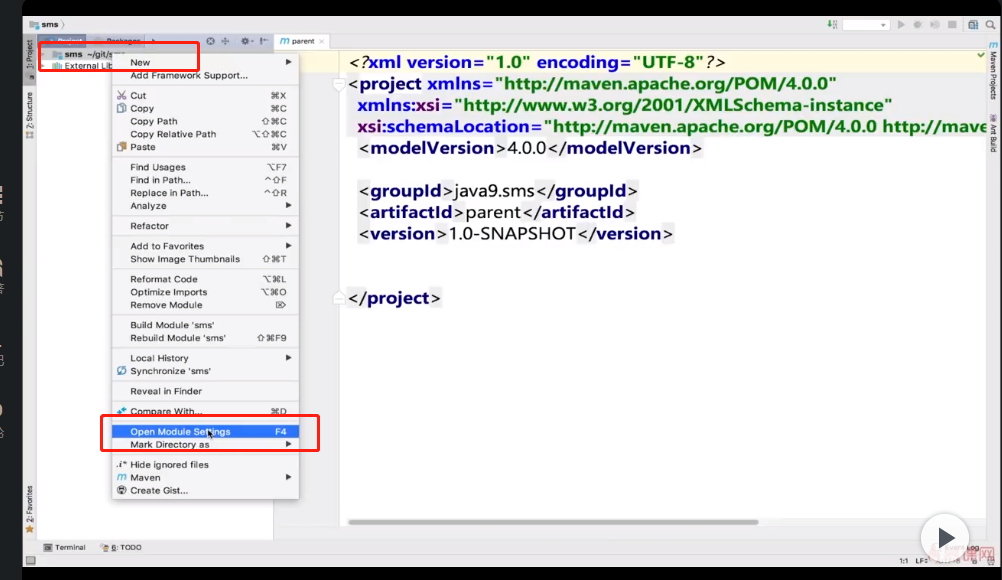 sms
Project
Packages
parent
1: Project
sms ~/git/sms
External Lib
2: Structure
2: Favorites
Maven Projects
Ant Build
New
Add Framework Support...
Cut ⌘X
Copy ⌘C
Copy Path ⇧⌘C
Copy Relative Path ⌥⇧⌘C
Paste ⌘V
Find Usages ⌥F7
Find in Path... ^⇧F
Replace in Path... ^⇧R
Analyze
Refactor
Add to Favorites
Show Image Thumbnails ⇧⌘T
Reformat Code ⌥⌘L
Optimize Imports ⌥⌘O
Remove Module ⌦
Build Module 'sms'
Rebuild Module 'sms' ⇧⌘F9
Local History
Synchronize 'sms'
Reveal in Finder
Compare With... ⌘D
Open Module Settings F4
Mark Directory as
Hide ignored files
Maven
Create Gist...
<?xml version="1.0" encoding="UTF-8"?>
<project xmlns="http://maven.apache.org/POM/4.0.0"
xmlns:xsi="http://www.w3.org/2001/XMLSchema-instance"
xsi:schemaLocation="http://maven.apache.org/POM/4.0.0 http://mave
<modelVersion>4.0.0</modelVersion>
<groupId>java9.sms</groupId>
<artifactId>parent</artifactId>
<version>1.0-SNAPSHOT</version>
</project>
Terminal
6: TODO
Log
1:1 LF÷